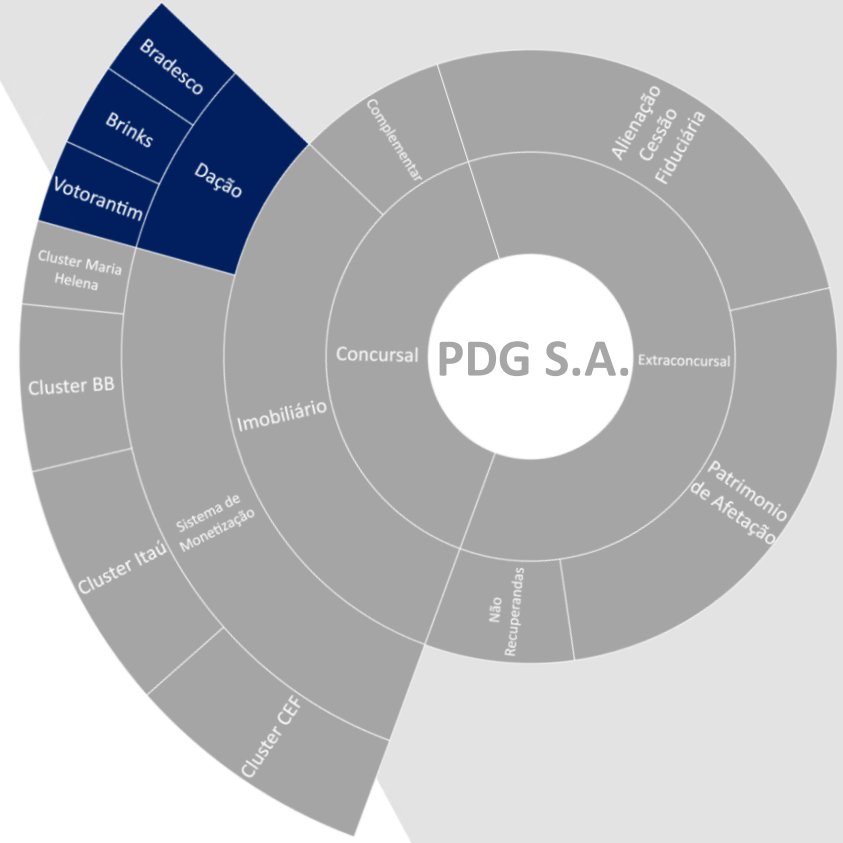 PDG S.A.
Concursal
Extraconcursal
Complementar
Imobiliário
Alienação
Cessão
Fiduciária
Patrimonio
de Afetação
Não
Recuperandas
Dação
Sistema de
Monetização
Bradesco
Brinks
Votorantim
Cluster Maria
Helena
Cluster BB
Cluster Itaú
Cluster CEF